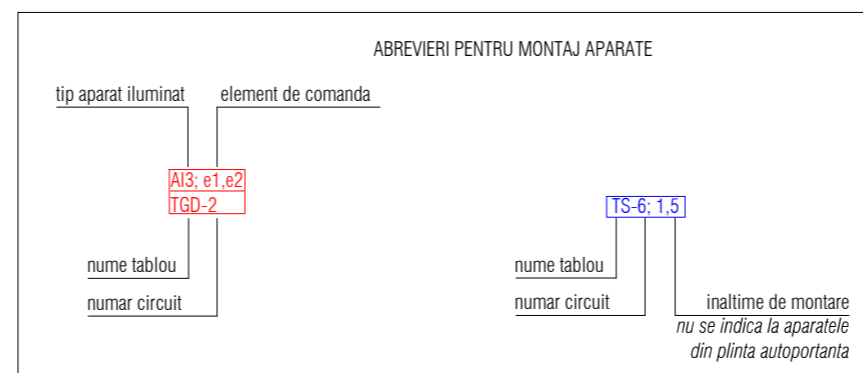 ABREVIERI PENTRU MONTAJ APARATE
tip aparat iluminat
element de comanda
AI3; e1,e2
TGD-2
nume tablou
numar circuit
TS-6; 1,5
nume tablou
numar circuit
inaltime de montare
nu se indica la aparatele
din plinta autoportanta